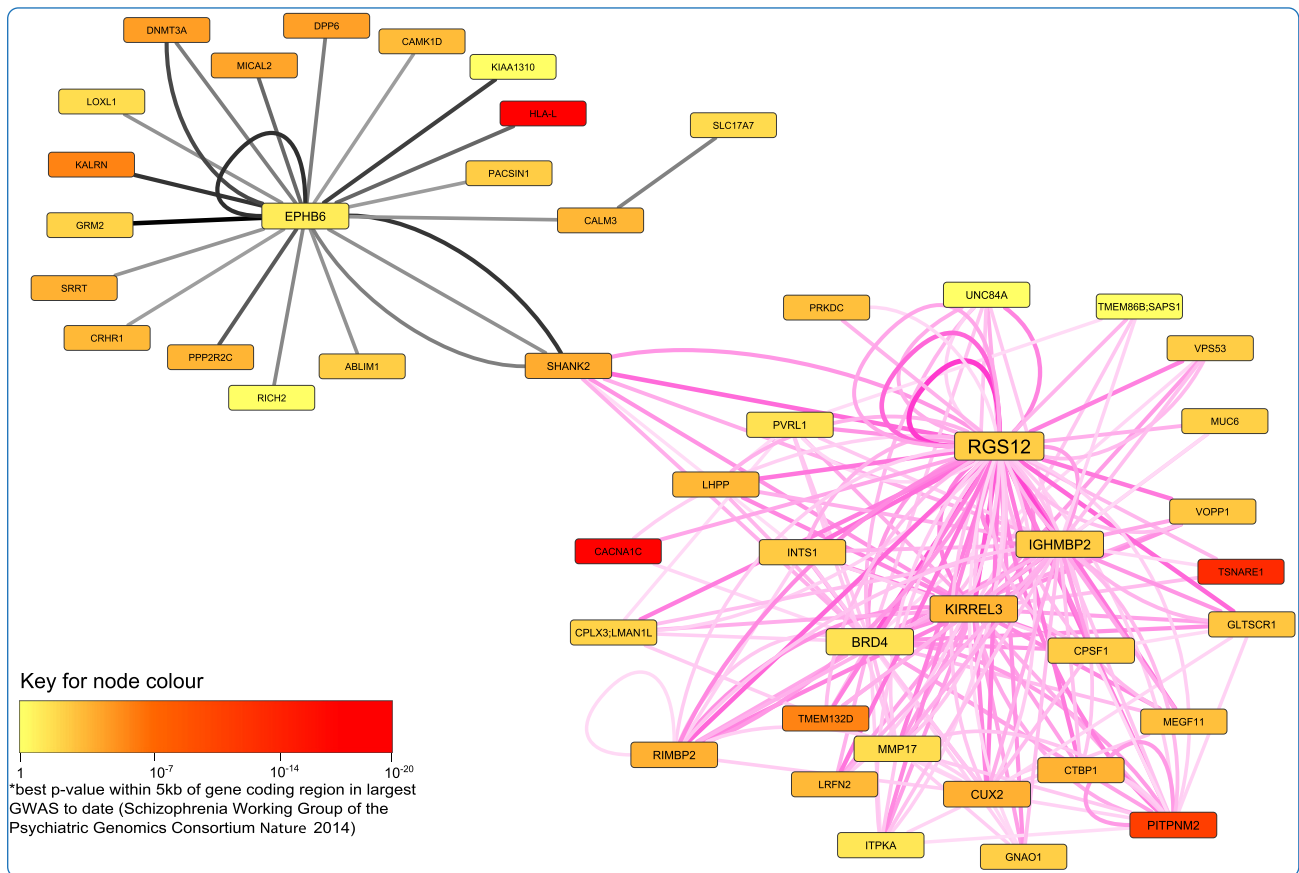 DNMT3A
DPP6
CAMK1D
MICAL2
KIAA1310
LOXL1
HLA-L
SLC17A7
KALRN
PACSIN1
EPHB6
GRM2
CALM3
SRRT
CRHR1
PPP2R2C
ABLIM1
RICH2
SHANK2
PRKDC
UNC84A
TMEM86B;SAPS1
VPS53
PVRL1
MUC6
RGS12
LHPP
VOPP1
CACNA1C
INTS1
IGHMBP2
TSNARE1
KIRREL3
CPLX3;LMAN1L
BRD4
CPSF1
GLTSCR1
TMEM132D
MEGF11
RIMBP2
MMP17
CTBP1
LRFN2
CUX2
PITPNM2
ITPKA
GNAO1
Key for node colour
1 10-7 10-14 10-20
*best p-value within 5kb of gene coding region in largest
GWAS to date (Schizophrenia Working Group of the
Psychiatric Genomics Consortium Nature 2014)